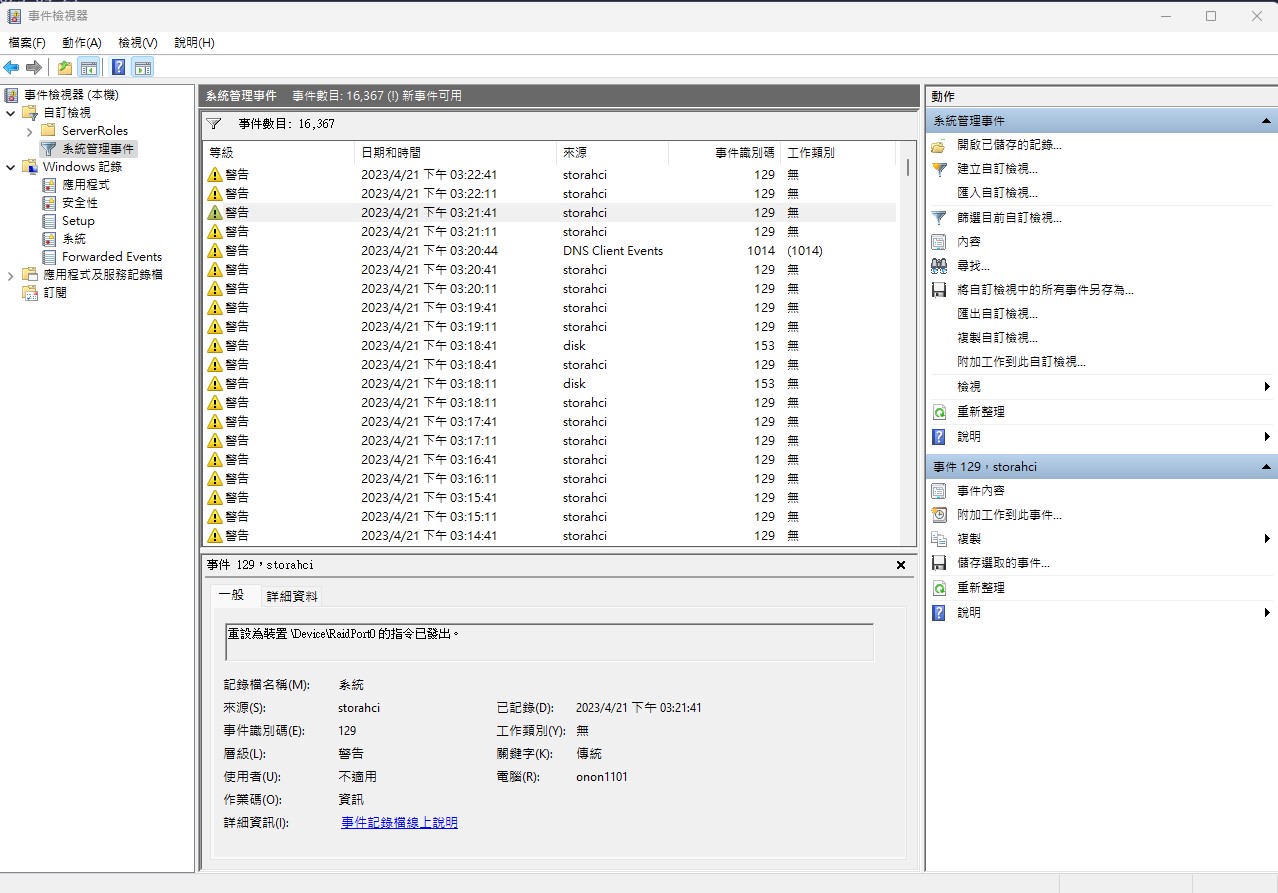 事件檢視器
檔案(F) 動作(A) 檢視(V) 說明(H)
事件檢視器 (本機)
自訂檢視
ServerRoles
系統管理事件
Windows 記錄
應用程式
安全性
Setup
系統
Forwarded Events
應用程式及服務記錄檔
訂閱
系統管理事件 事件數目: 16,367 (!) 新事件可用
事件數目: 16,367
等級 日期和時間 來源 事件識別碼 工作類別
警告 2023/4/21 下午 03:22:41 storahci 129 無
警告 2023/4/21 下午 03:22:11 storahci 129 無
警告 2023/4/21 下午 03:21:41 storahci 129 無
警告 2023/4/21 下午 03:21:11 storahci 129 無
警告 2023/4/21 下午 03:20:44 DNS Client Events 1014 (1014)
警告 2023/4/21 下午 03:20:41 storahci 129 無
警告 2023/4/21 下午 03:20:11 storahci 129 無
警告 2023/4/21 下午 03:19:41 storahci 129 無
警告 2023/4/21 下午 03:19:11 storahci 129 無
警告 2023/4/21 下午 03:18:41 disk 153 無
警告 2023/4/21 下午 03:18:41 storahci 129 無
警告 2023/4/21 下午 03:18:11 disk 153 無
警告 2023/4/21 下午 03:18:11 storahci 129 無
警告 2023/4/21 下午 03:17:41 storahci 129 無
警告 2023/4/21 下午 03:17:11 storahci 129 無
警告 2023/4/21 下午 03:16:41 storahci 129 無
警告 2023/4/21 下午 03:16:11 storahci 129 無
警告 2023/4/21 下午 03:15:41 storahci 129 無
警告 2023/4/21 下午 03:15:11 storahci 129 無
警告 2023/4/21 下午 03:14:41 storahci 129 無
事件 129，storahci
一般 詳細資料
重設為裝置 \Device\RaidPort0 的指令已發出。
記錄檔名稱(M): 系統
來源(S): storahci 已記錄(D): 2023/4/21 下午 03:21:41
事件識別碼(E): 129 工作類別(Y): 無
層級(L): 警告 關鍵字(K): 傳統
使用者(U): 不適用 電腦(R): onon1101
作業碼(O): 資訊
詳細資訊(I): 事件記錄檔線上說明
動作
系統管理事件
開啟已儲存的記錄...
建立自訂檢視...
匯入自訂檢視...
篩選目前自訂檢視...
內容
尋找...
將自訂檢視中的所有事件另存為...
匯出自訂檢視...
複製自訂檢視...
附加工作到此自訂檢視...
檢視
重新整理
說明
事件 129，storahci
事件內容
附加工作到此事件...
複製
儲存選取的事件...
重新整理
說明